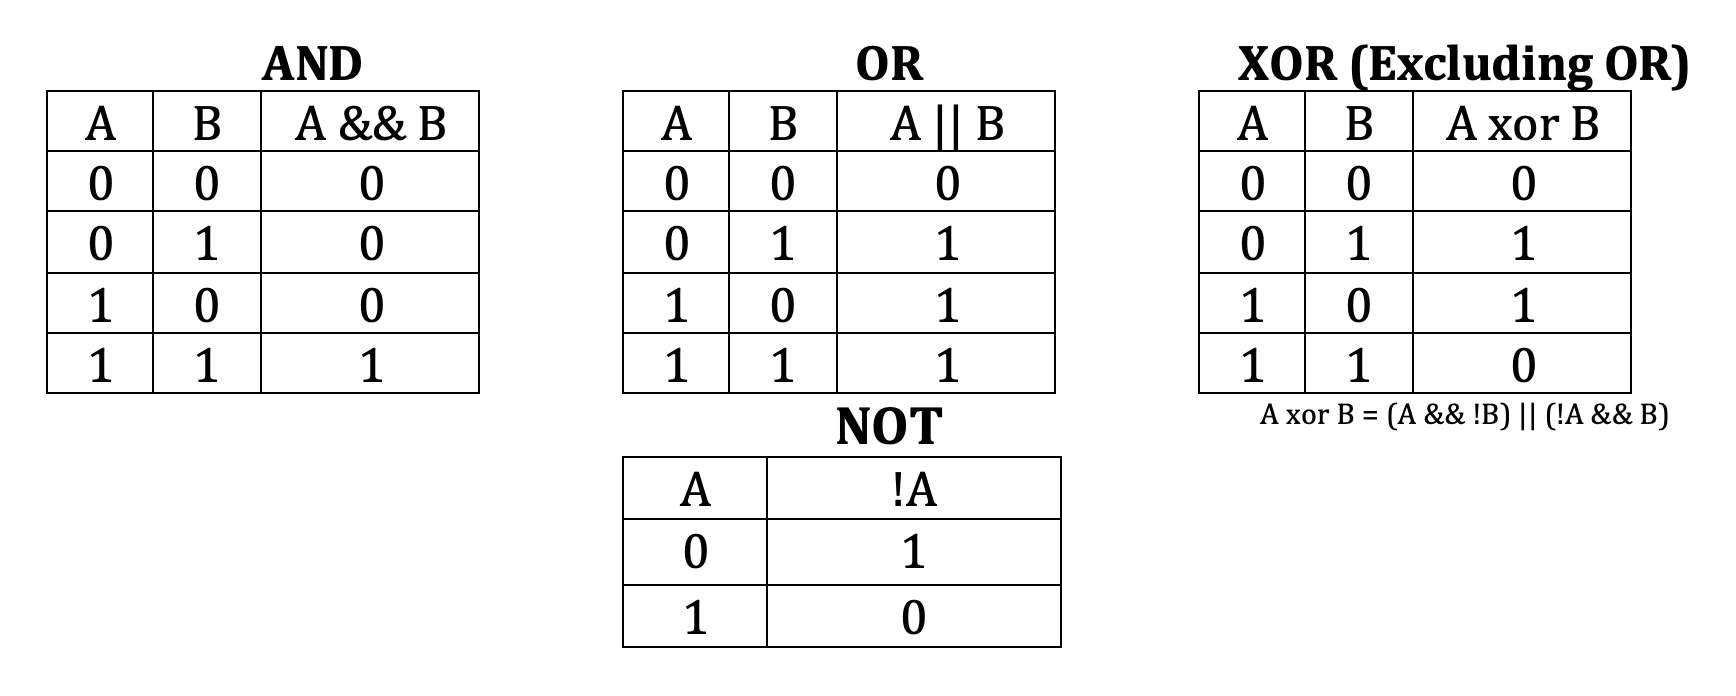 AND
A B A && B
0 0 0
0 1 0
1 0 0
1 1 1
OR
A B A || B
0 0 0
0 1 1
1 0 1
1 1 1
XOR (Excluding OR)
A B A xor B
0 0 0
0 1 1
1 0 1
1 1 0
A xor B = (A && !B) || (!A && B)
NOT
A !A
0 1
1 0